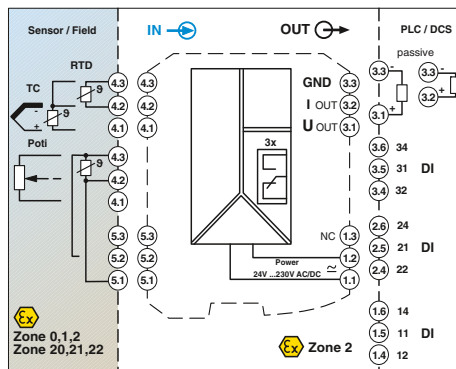 Sensor / Field
IN
OUT
PLC / DCS
RTD
passive
TC
ϑ
4.3
4.3
GND
3.3
3.3
-
3.3
-
-
+
ϑ
4.2
4.2
I OUT
3.2
3.2
+
4.1
4.1
U OUT
3.1
3.1
+
Poti
3x
3.6
34
4.3
ϑ
3.5
31
DI
4.2
3.4
32
4.1
2.6
24
5.3
5.3
NC
1.3
2.5
21
DI
5.2
5.2
Power
1.2
2.4
22
5.1
5.1
24V ...230V AC/DC
1.1
1.6
14
Ex
Zone 0,1,2
Zone 20,21,22
Ex
Zone 2
1.5
11
DI
1.4
12